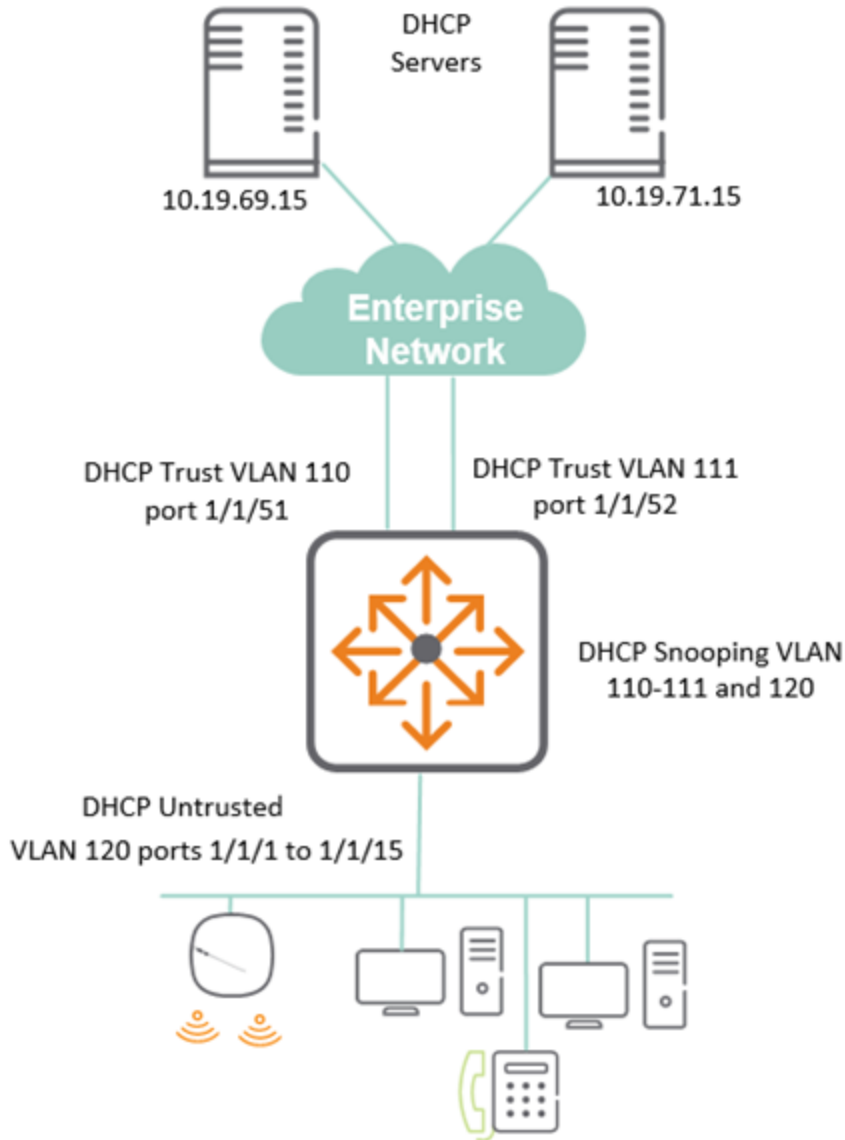 DHCP
Servers
10.19.69.15
10.19.71.15
Enterprise
Network
DHCP Trust VLAN 110
port 1/1/51
DHCP Trust VLAN 111
port 1/1/52
DHCP Snooping VLAN
110-111 and 120
DHCP Untrusted
VLAN 120 ports 1/1/1 to 1/1/15